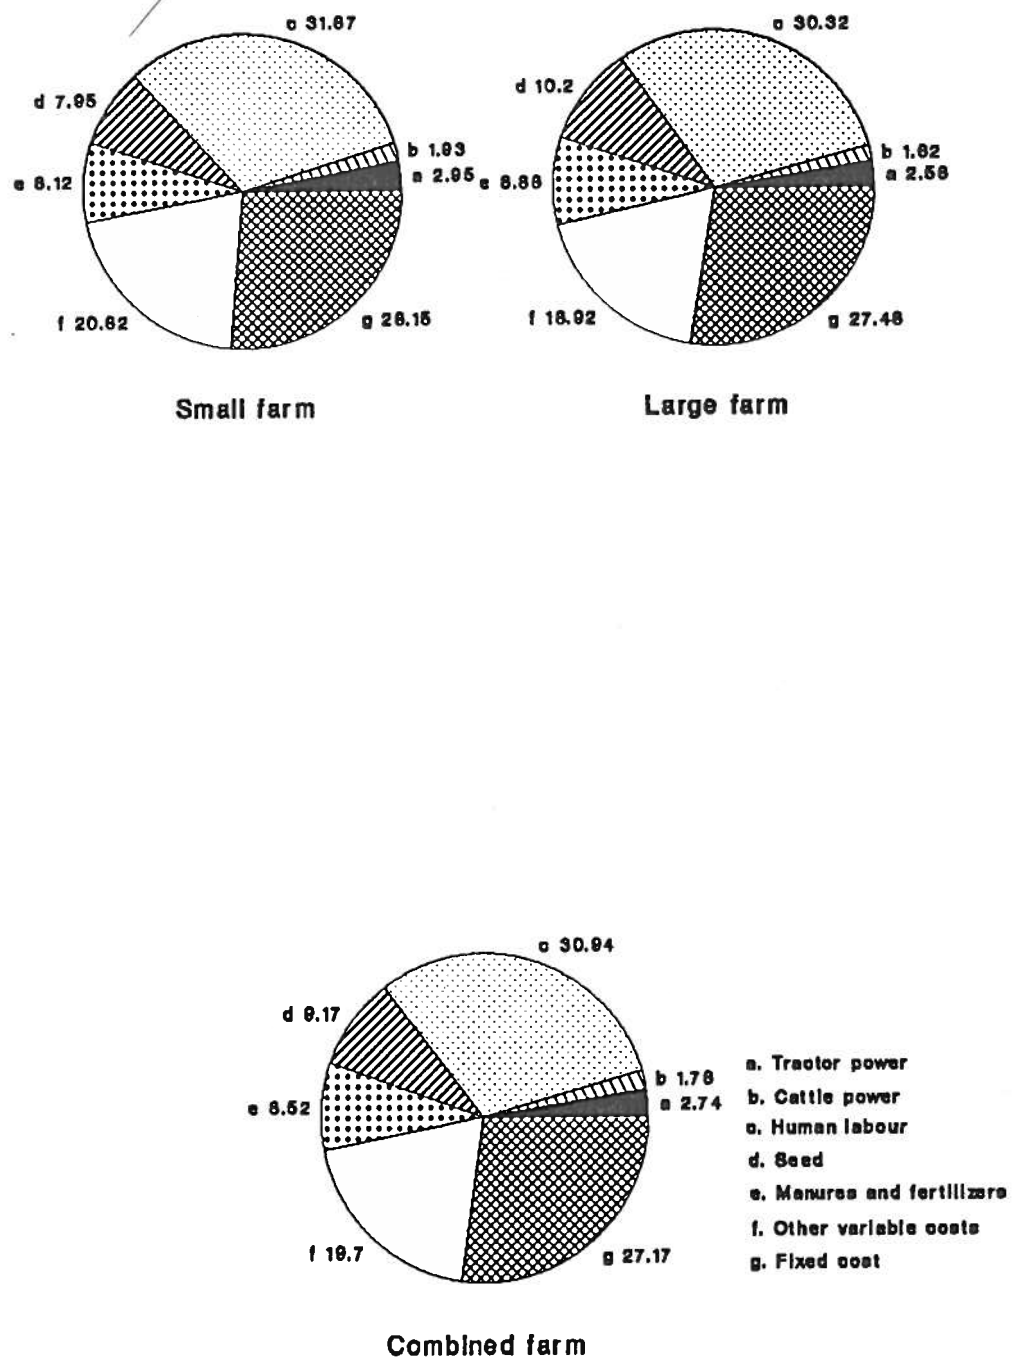 c 31.87
d 7.95
b 1.93
a 2.95
e 8.12
f 20.62
g 26.15
Small farm
c 30.32
d 10.2
b 1.62
a 2.58
e 8.88
f 18.92
g 27.48
Large farm
c 30.94
d 9.17
b 1.76
a 2.74
e 8.52
f 19.7
g 27.17
Combined farm
a. Tractor power
b. Cattle power
c. Human labour
d. Seed
e. Manures and fertilizers
f. Other variable costs
g. Fixed cost